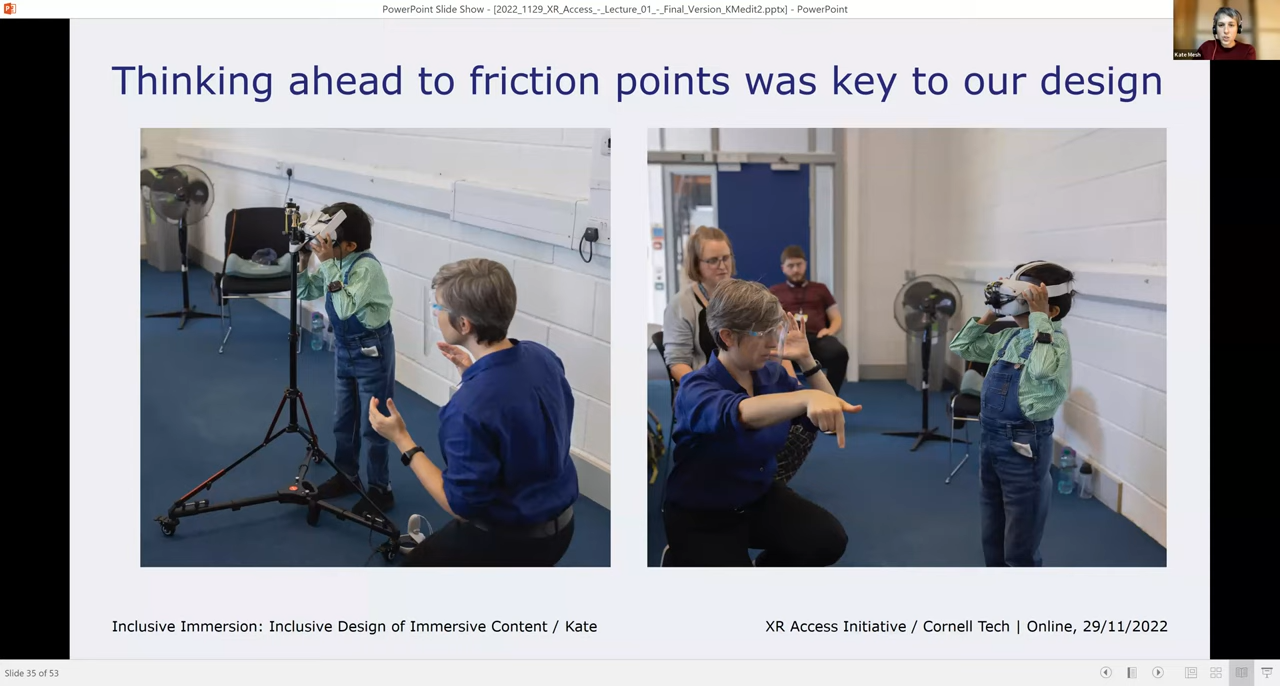 PowerPoint Slide Show - [2022_1129_XR_Access_-_Lecture_01_-_Final_Version_KMedit2.pptx] - PowerPoint
Kate Mesh
Thinking ahead to friction points was key to our design
Inclusive Immersion: Inclusive Design of Immersive Content / Kate
XR Access Initiative / Cornell Tech | Online, 29/11/2022
Slide 35 of 53